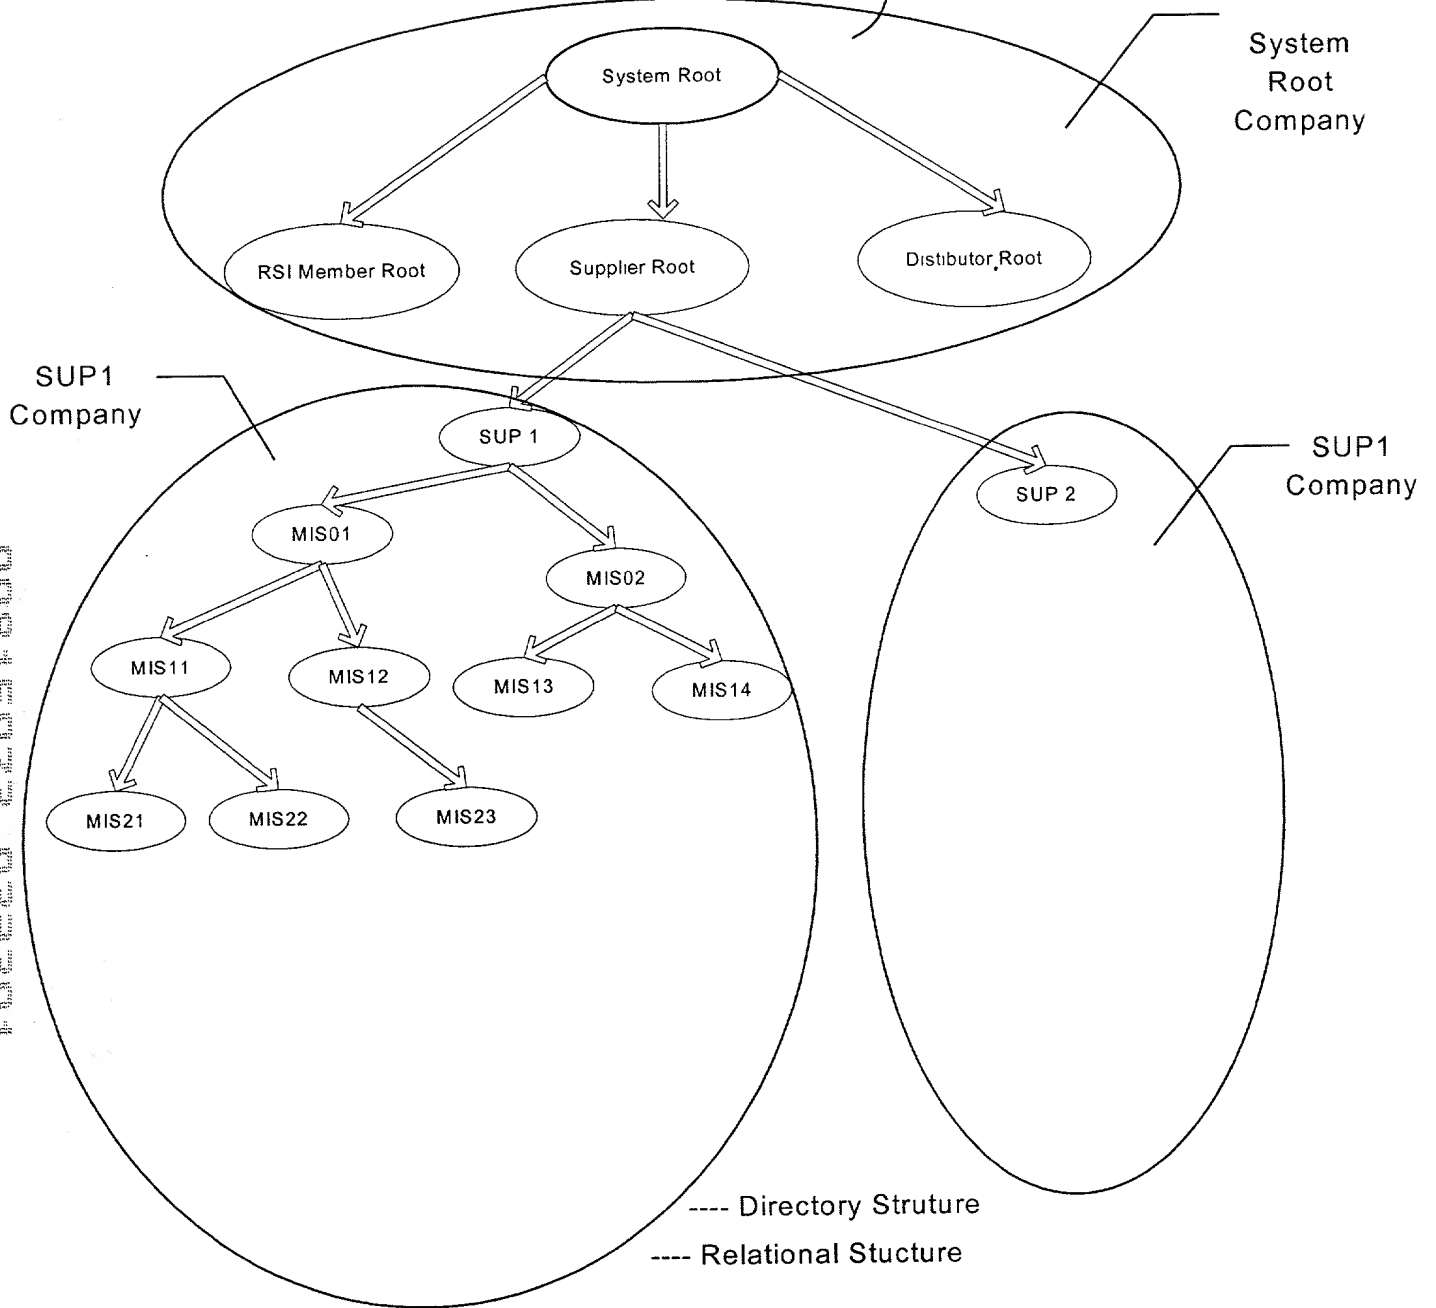 System
Root
Company
System Root
RSI Member Root
Supplier Root
Distibutor Root
SUP1
Company
SUP 1
SUP1
Company
SUP 2
MIS01
MIS02
MIS11
MIS12
MIS13
MIS14
MIS21
MIS22
MIS23
---- Directory Struture
---- Relational Stucture